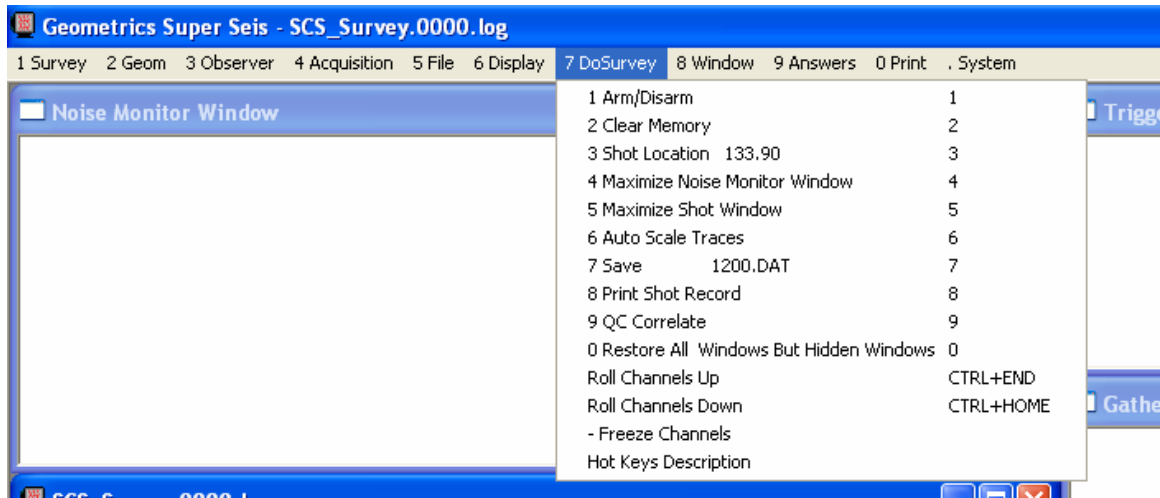 Geometrics Super Seis - SCS_Survey.0000.log
1 Survey 2 Geom 3 Observer 4 Acquisition 5 File 6 Display 7 DoSurvey 8 Window 9 Answers 0 Print . System
Noise Monitor Window
1 Arm/Disarm 1
2 Clear Memory 2
3 Shot Location 133.90 3
4 Maximize Noise Monitor Window 4
5 Maximize Shot Window 5
6 Auto Scale Traces 6
7 Save 1200.DAT 7
8 Print Shot Record 8
9 QC Correlate 9
0 Restore All Windows But Hidden Windows 0
Roll Channels Up CTRL+END
Roll Channels Down CTRL+HOME
- Freeze Channels
Hot Keys Description